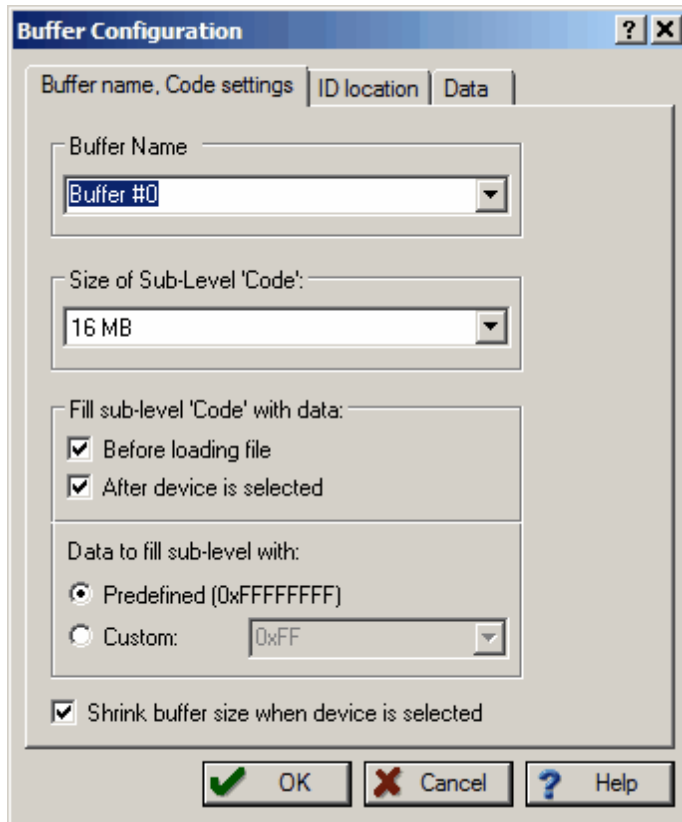 Buffer Configuration
Buffer name, Code settings ID location Data
Buffer Name
Buffer #0
Size of Sub-Level 'Code':
16 MB
Fill sub-level 'Code' with data:
Before loading file
After device is selected
Data to fill sub-level with:
Predefined (0xFFFFFFFF)
Custom: 0xFF
Shrink buffer size when device is selected
OK Cancel Help